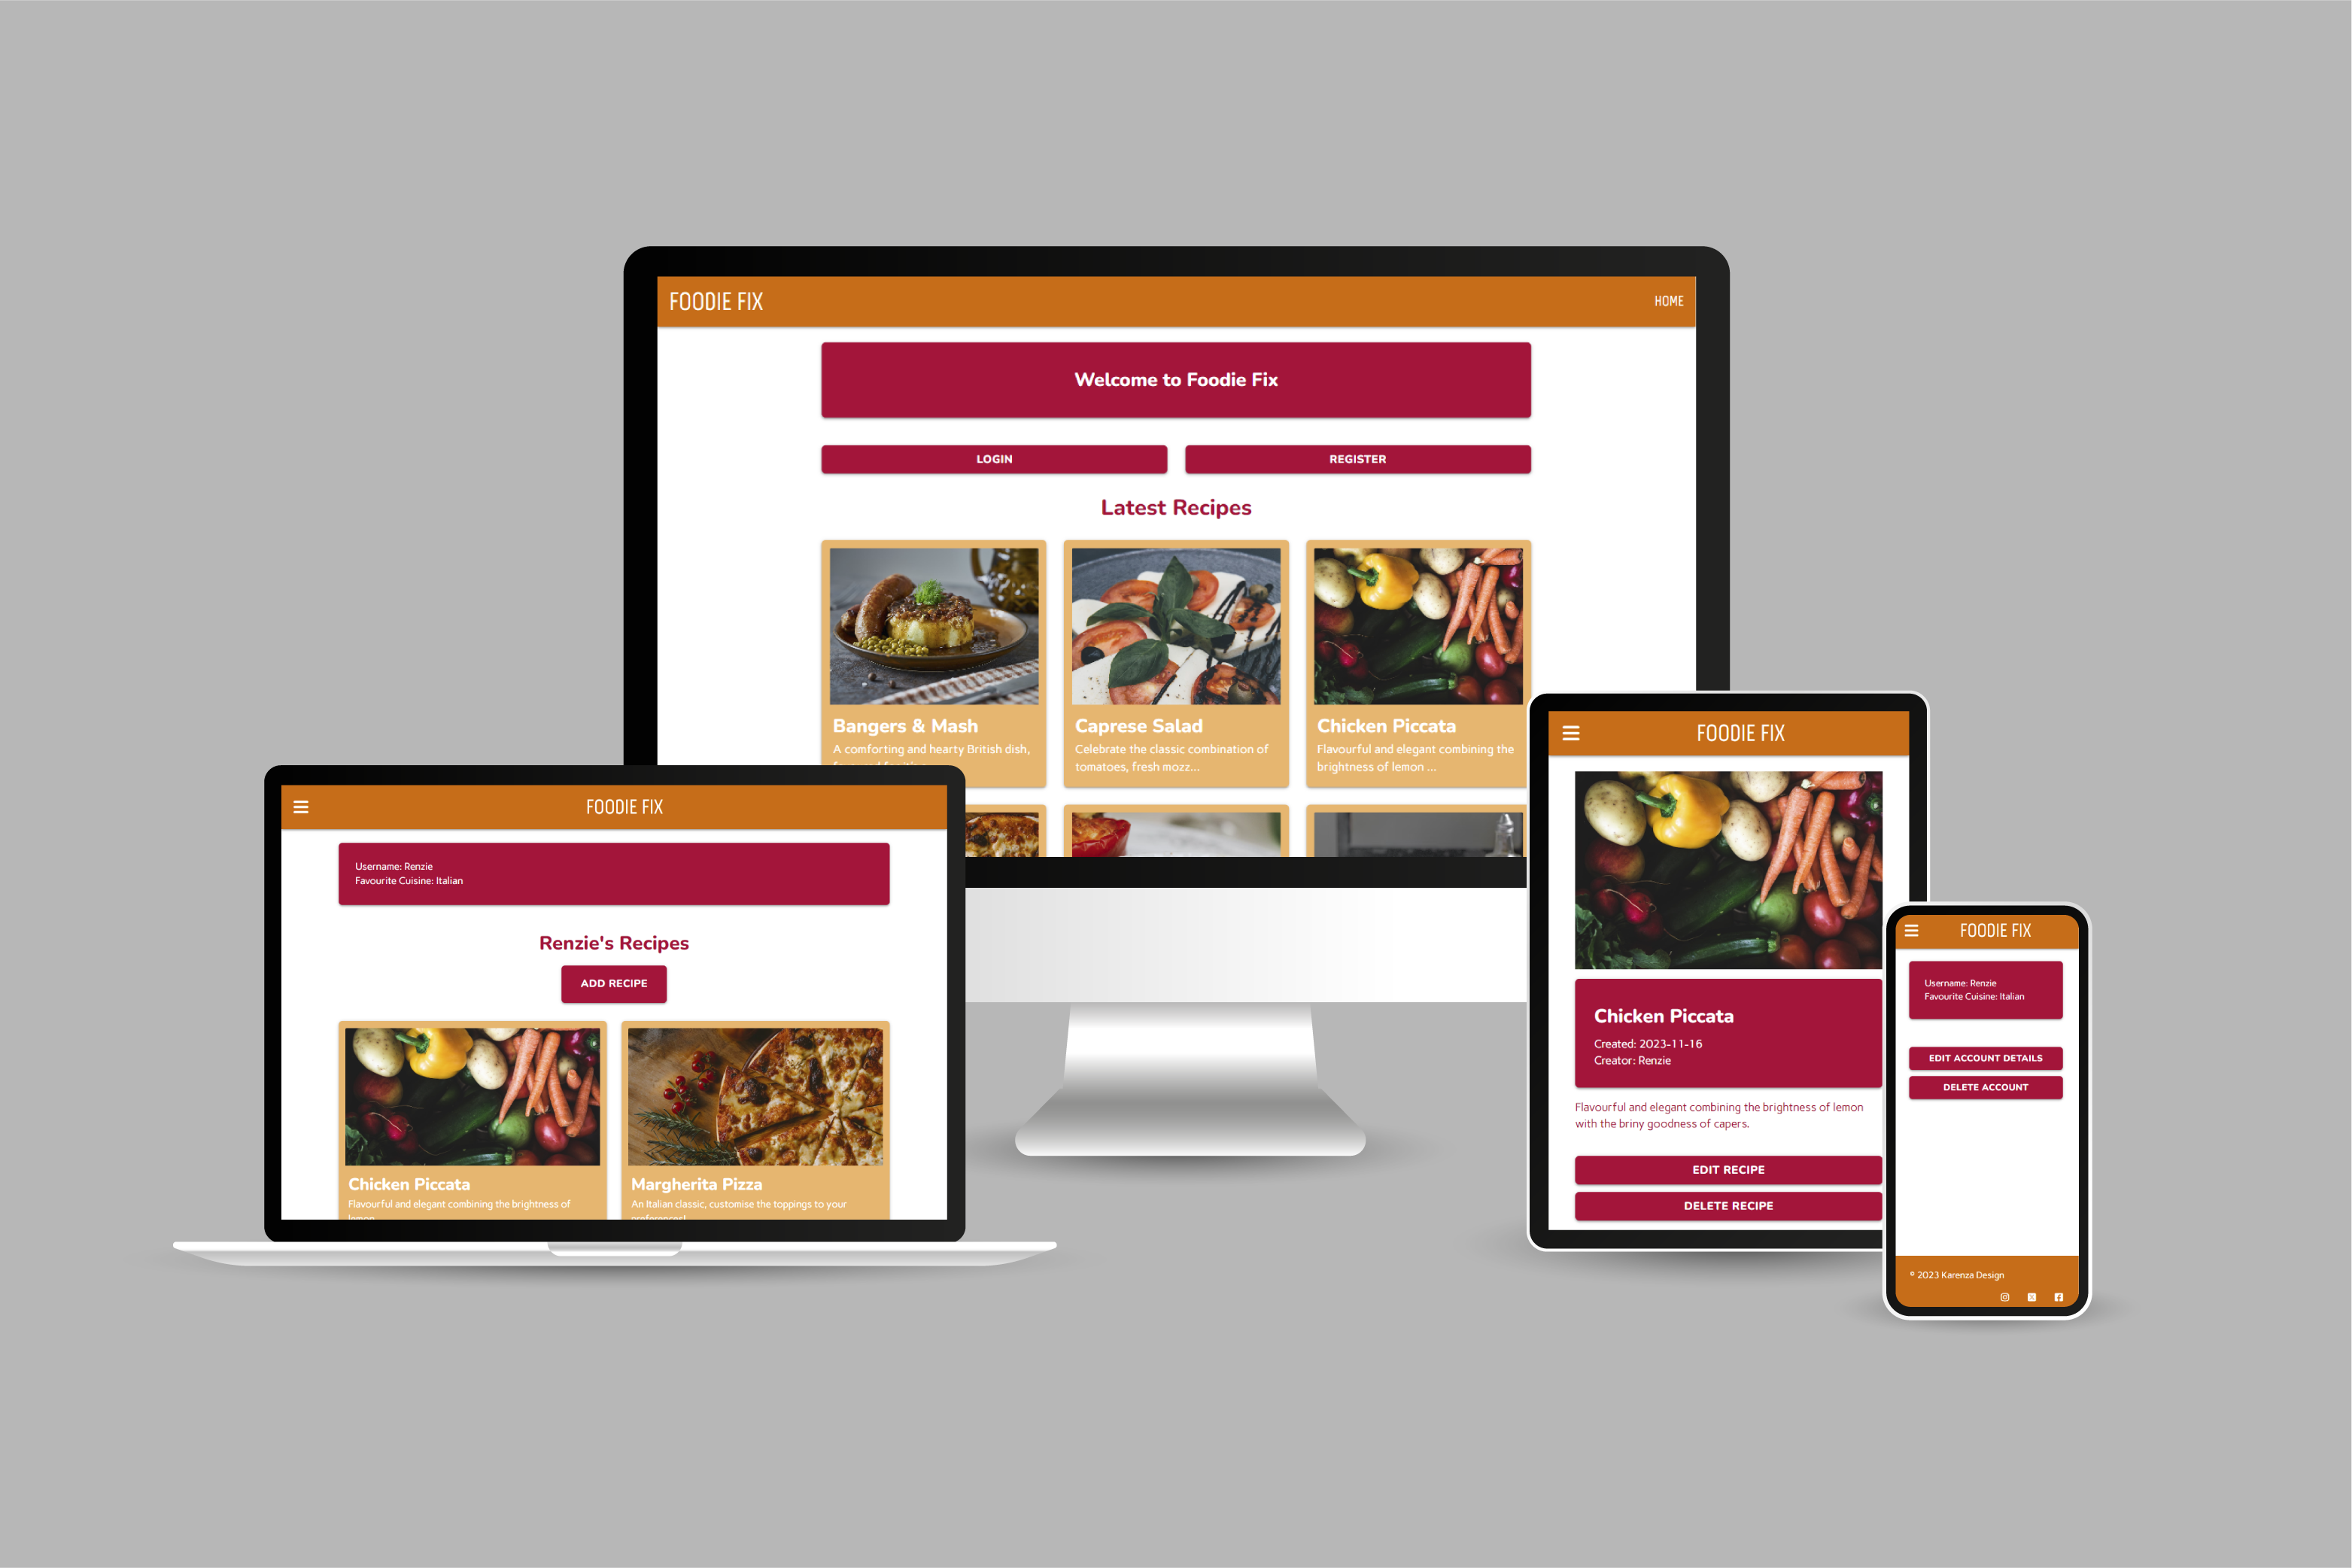 FOODIE FIX
HOME
Welcome to Foodie Fix
LOGIN
REGISTER
Latest Recipes
Bangers & Mash
A comforting and hearty British dish,
Caprese Salad
Celebrate the classic combination of
tomatoes, fresh mozz...
Chicken Piccata
Flavourful and elegant combining the
brightness of lemon ...
FOODIE FIX
Username: Renzie
Favourite Cuisine: Italian
Renzie's Recipes
ADD RECIPE
Chicken Piccata
Flavourful and elegant combining the brightness of
lemon
Margherita Pizza
An Italian classic, customise the toppings to your
preferences!
FOODIE FIX
Chicken Piccata
Created: 2023-11-16
Creator: Renzie
Flavourful and elegant combining the brightness of lemon
with the briny goodness of capers.
EDIT RECIPE
DELETE RECIPE
FOODIE FIX
Username: Renzie
Favourite Cuisine: Italian
EDIT ACCOUNT DETAILS
DELETE ACCOUNT
© 2023 Karenza Design